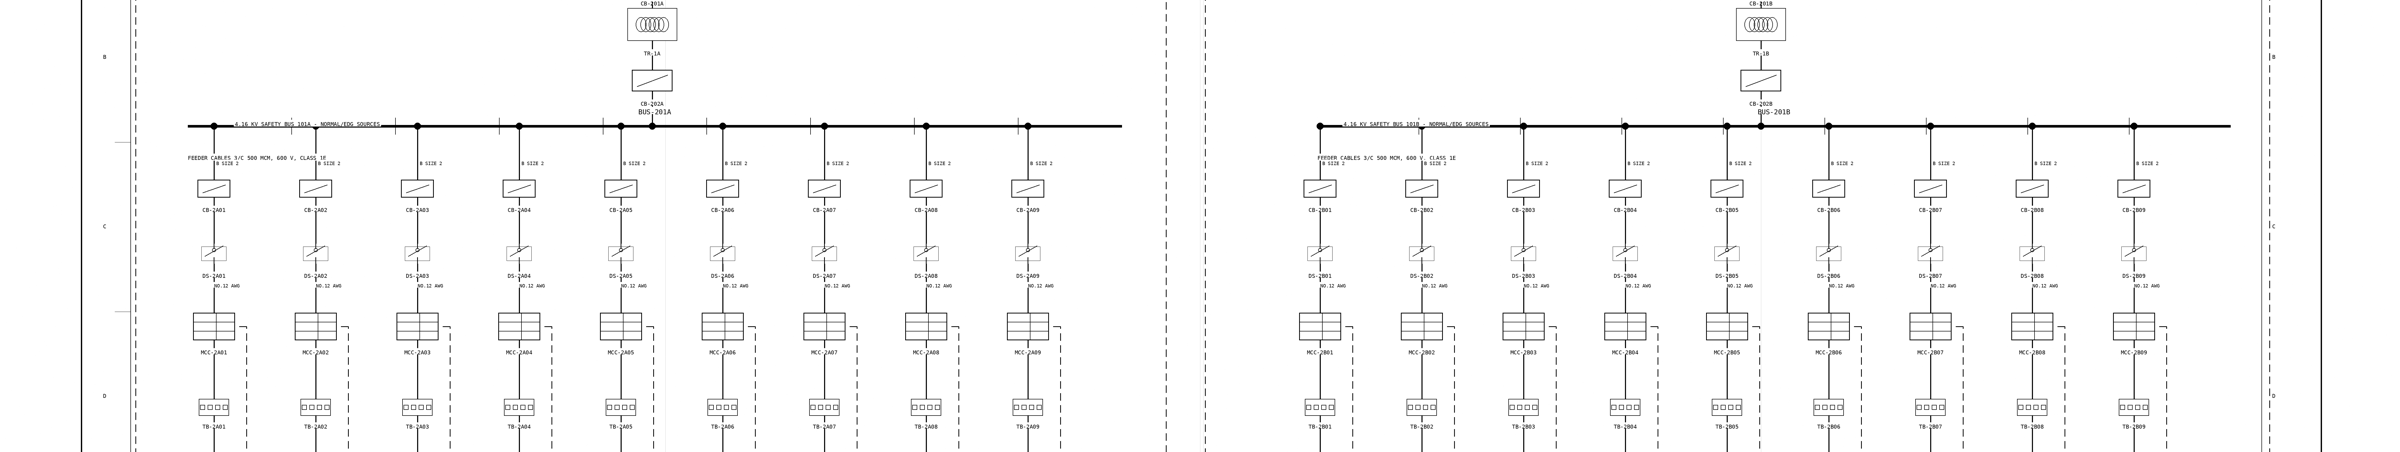 CB-201A CB-201B
TR-1A TR-1B
B B
CB-202A CB-202B
BUS-201A BUS-201B
4.16 KV SAFETY BUS 101A - NORMAL/EDG SOURCES 4.16 KV SAFETY BUS 101B - NORMAL/EDG SOURCES
FEEDER CABLES 3/C 500 MCM, 600 V, CLASS 1E FEEDER CABLES 3/C 500 MCM, 600 V, CLASS 1E
B SIZE 2 B SIZE 2 B SIZE 2 B SIZE 2 B SIZE 2 B SIZE 2 B SIZE 2 B SIZE 2 B SIZE 2 B SIZE 2 B SIZE 2 B SIZE 2 B SIZE 2 B SIZE 2 B SIZE 2 B SIZE 2 B SIZE 2 B SIZE 2
CB-2A01 CB-2A02 CB-2A03 CB-2A04 CB-2A05 CB-2A06 CB-2A07 CB-2A08 CB-2A09 CB-2B01 CB-2B02 CB-2B03 CB-2B04 CB-2B05 CB-2B06 CB-2B07 CB-2B08 CB-2B09
C C
DS-2A01 DS-2A02 DS-2A03 DS-2A04 DS-2A05 DS-2A06 DS-2A07 DS-2A08 DS-2A09 DS-2B01 DS-2B02 DS-2B03 DS-2B04 DS-2B05 DS-2B06 DS-2B07 DS-2B08 DS-2B09
NO.12 AWG NO.12 AWG NO.12 AWG NO.12 AWG NO.12 AWG NO.12 AWG NO.12 AWG NO.12 AWG NO.12 AWG NO.12 AWG NO.12 AWG NO.12 AWG NO.12 AWG NO.12 AWG NO.12 AWG NO.12 AWG NO.12 AWG NO.12 AWG
MCC-2A01 MCC-2A02 MCC-2A03 MCC-2A04 MCC-2A05 MCC-2A06 MCC-2A07 MCC-2A08 MCC-2A09 MCC-2B01 MCC-2B02 MCC-2B03 MCC-2B04 MCC-2B05 MCC-2B06 MCC-2B07 MCC-2B08 MCC-2B09
D D
TB-2A01 TB-2A02 TB-2A03 TB-2A04 TB-2A05 TB-2A06 TB-2A07 TB-2A08 TB-2A09 TB-2B01 TB-2B02 TB-2B03 TB-2B04 TB-2B05 TB-2B06 TB-2B07 TB-2B08 TB-2B09